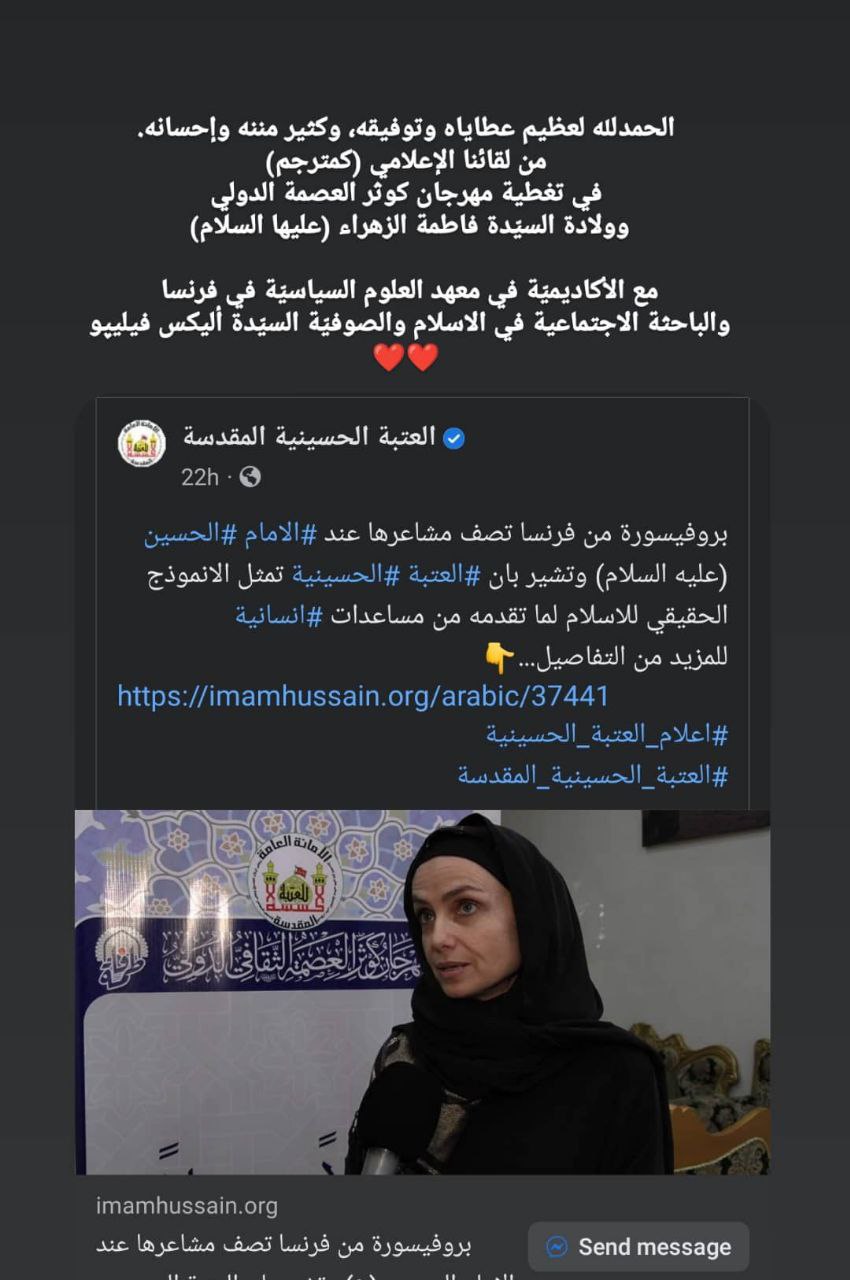 الحمدلله لعظيم عطاياه وتوفيقه، وكثير مننه وإحسانه.
من لقائنا الإعلامي (كمترجم)
في تغطية مهرجان كوثر العصمة الدولي
وولادة السيّدة فاطمة الزهراء (عليها السلام)
مع الأكاديميّة في معهد العلوم السياسيّة في فرنسا
والباحثة الاجتماعية في الاسلام والصوفيّة السيّدة أليكس فيليپو
❤️❤️
العتبة الحسينية المقدسة
22h ·
بروفيسورة من فرنسا تصف مشاعرها عند #الامام #الحسين
(عليه السلام) وتشير بان #العتبة #الحسينية تمثل الانموذج
الحقيقي للاسلام لما تقدمه من مساعدات #انسانية
للمزيد من التفاصيل...👇
https://imamhussain.org/arabic/37441
#اعلام_العتبة_الحسينية
#العتبة_الحسينية_المقدسة
الأمانة العامة
للعتبة
الحسينية
المقدسة
مهرجان كوثر العصمة الثقافي الدولي
imamhussain.org
بروفيسورة من فرنسا تصف مشاعرها عند
Send message